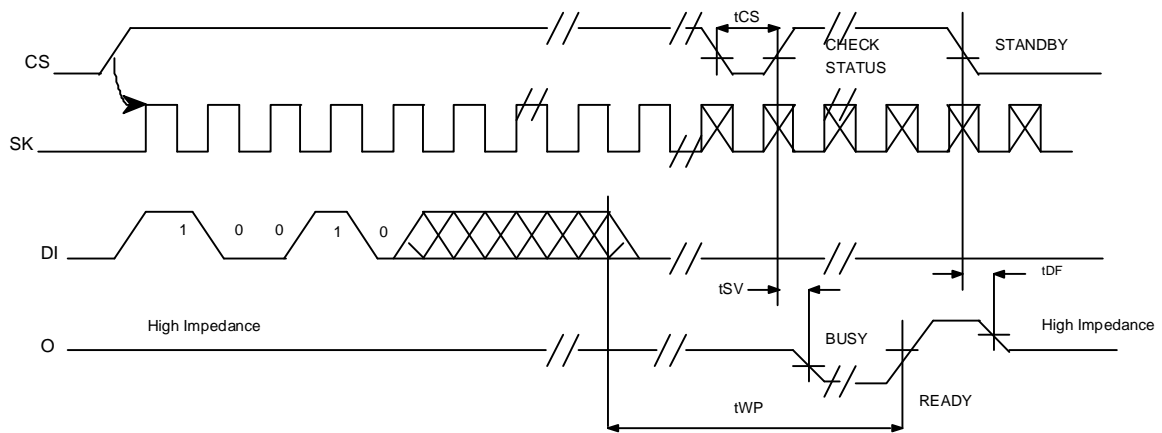 tCS
CS
CHECK
STATUS
STANDBY
SK
DI
1 0 0 1 0
tSV
tDF
High Impedance
O
BUSY
High Impedance
tWP
READY